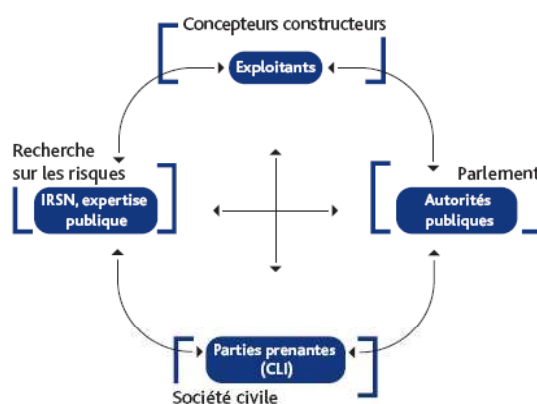 Concepteurs constructeurs
Exploitants
Recherche
sur les risques
IRSN, expertise
publique
Parlement
Autorités
publiques
Parties prenantes
(CLI)
Société civile